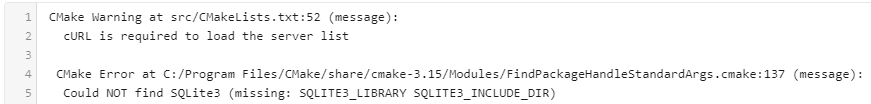 1 CMake Warning at src/CMakeLists.txt:52 (message):
2 cURL is required to load the server list
3
4 CMake Error at C:/Program Files/CMake/share/cmake-3.15/Modules/FindPackageHandleStandardArgs.cmake:137 (message):
5 Could NOT find SQLite3 (missing: SQLITE3_LIBRARY SQLITE3_INCLUDE_DIR)